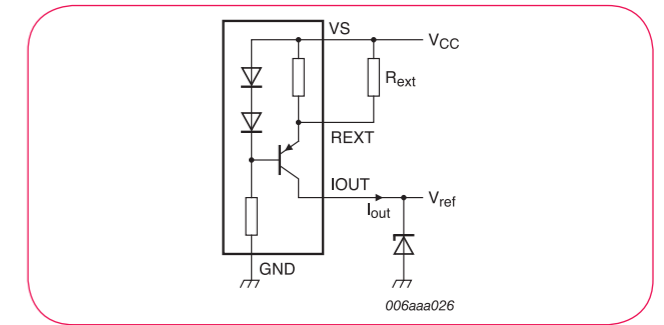 VS
VCC
Rext
REXT
IOUT
Iout
Vref
GND
006aaa026